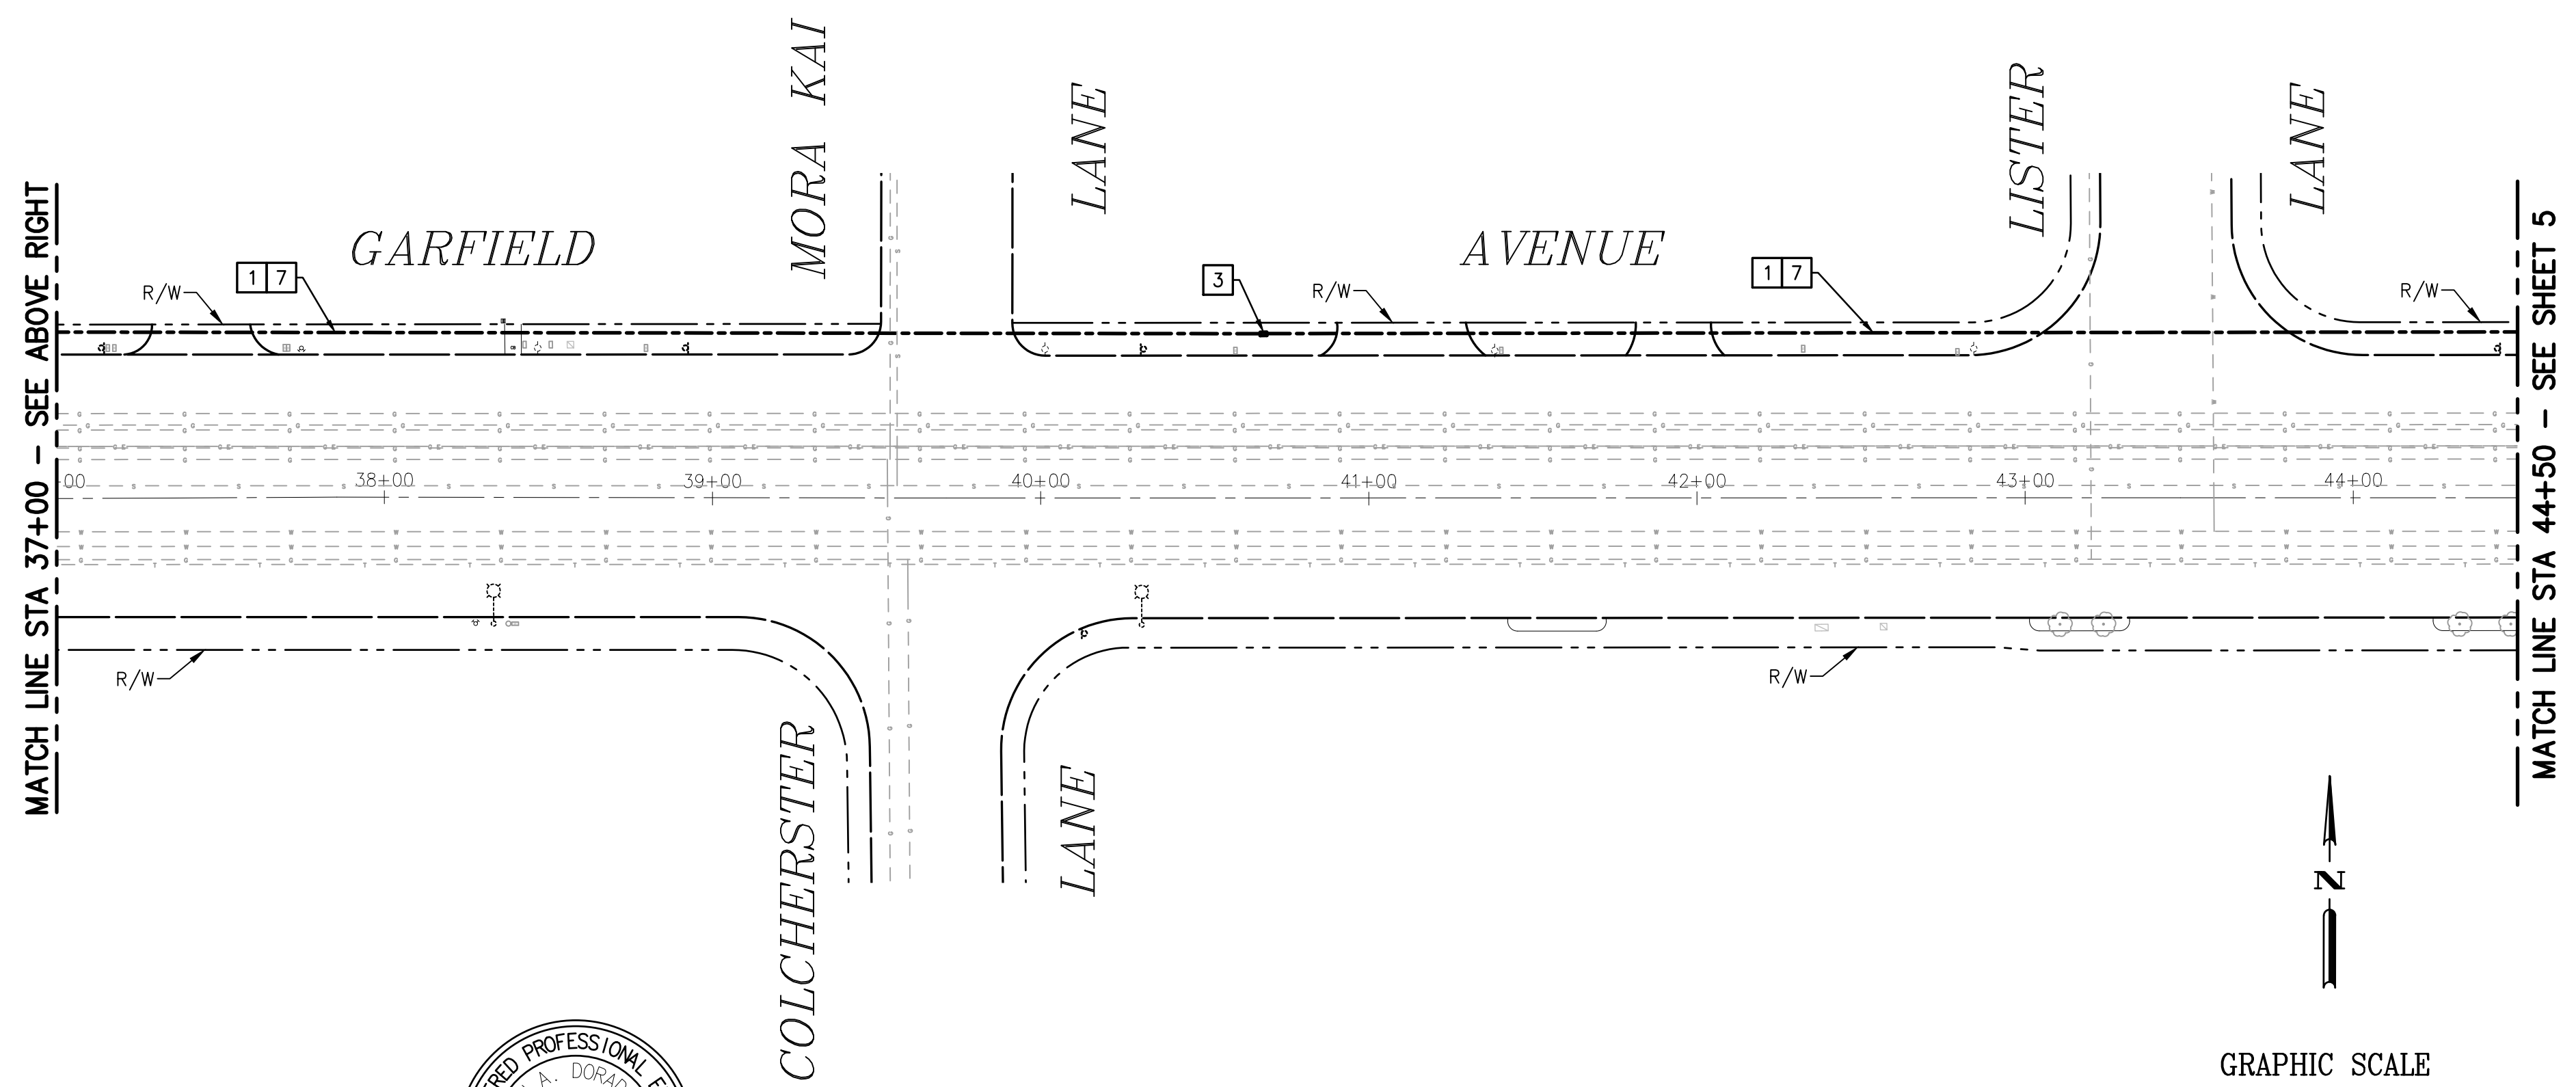 MORA KAI
LANE
LISTER
LANE
GARFIELD
AVENUE
MATCH LINE STA 37+00 - SEE ABOVE RIGHT
MATCH LINE STA 44+50 - SEE SHEET 5
R/W
1 7
3
R/W
1 7
R/W
00
38+00
39+00
40+00
41+00
42+00
43+00
44+00
R/W
R/W
COLCHERSTER
LANE
N
GRAPHIC SCALE
PROFESSIONAL
A. DORAD